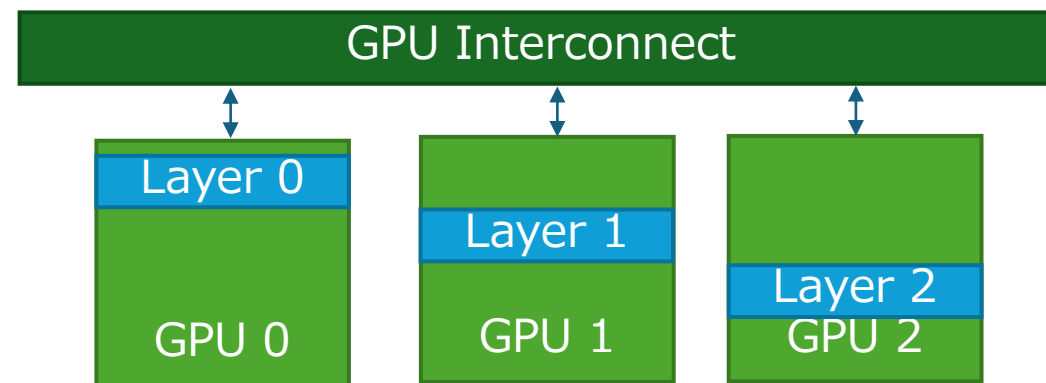 GPU Interconnect
Layer 0
Layer 1
Layer 2
GPU 0
GPU 1
GPU 2